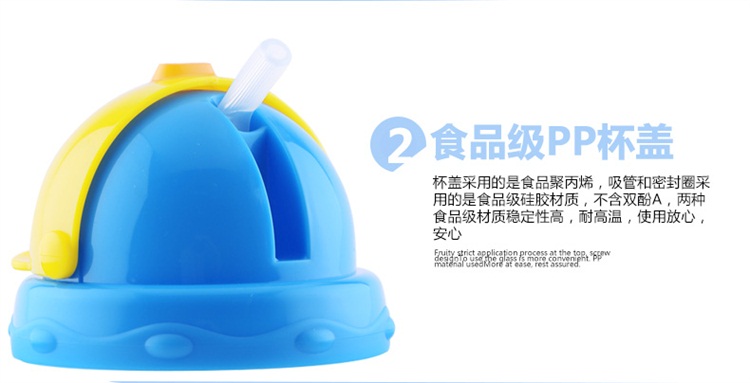 2 食品级PP杯盖
杯盖采用的是食品聚丙烯，吸管和密封圈采
用的是食品级硅胶材质，不含双酚A，两种
食品级材质稳定性高，耐高温，使用放心，
安心
Fruity strict application process at the top, screw
designTo use the glass is more convenient. PP
material usedMore at ease, rest assured.